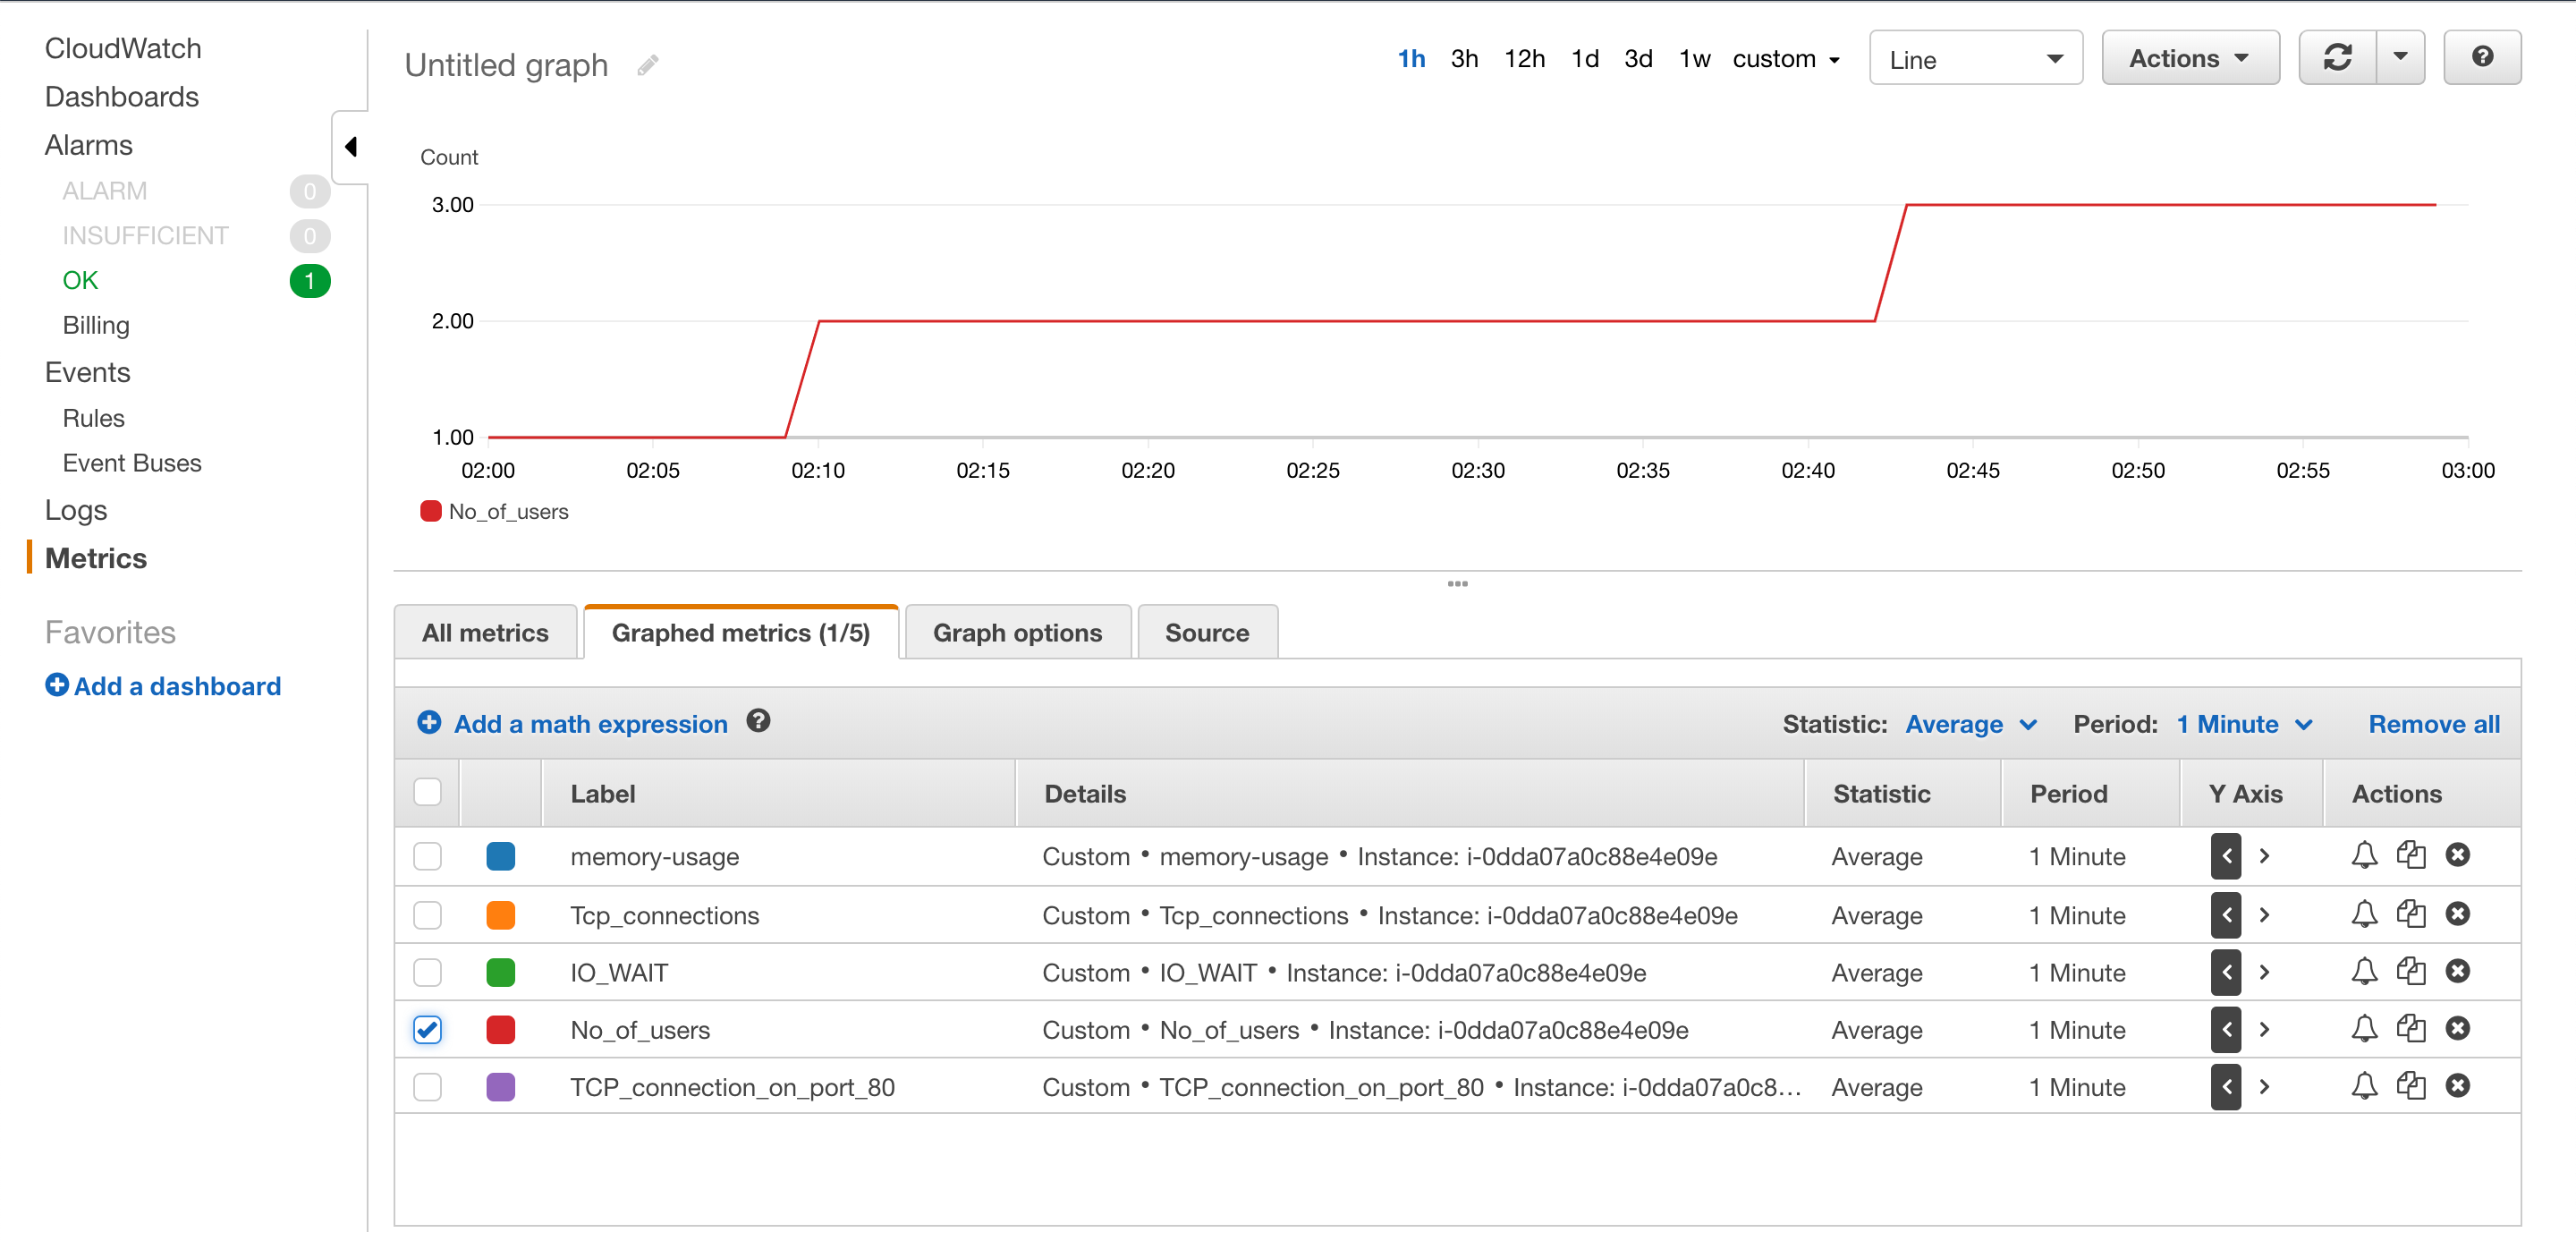 CloudWatch
Dashboards
Alarms
ALARM 0
INSUFFICIENT 0
OK 1
Billing
Events
Rules
Event Buses
Logs
Metrics
Favorites
Add a dashboard
Untitled graph
1h 3h 12h 1d 3d 1w custom Line Actions ?
Count
3.00
2.00
1.00
02:00 02:05 02:10 02:15 02:20 02:25 02:30 02:35 02:40 02:45 02:50 02:55 03:00
No_of_users
All metrics Graphed metrics (1/5) Graph options Source
Add a math expression ? Statistic: Average Period: 1 Minute Remove all
Label Details Statistic Period Y Axis Actions
memory-usage Custom • memory-usage • Instance: i-0dda07a0c88e4e09e Average 1 Minute
Tcp_connections Custom • Tcp_connections • Instance: i-0dda07a0c88e4e09e Average 1 Minute
IO_WAIT Custom • IO_WAIT • Instance: i-0dda07a0c88e4e09e Average 1 Minute
No_of_users Custom • No_of_users • Instance: i-0dda07a0c88e4e09e Average 1 Minute
TCP_connection_on_port_80 Custom • TCP_connection_on_port_80 • Instance: i-0dda07a0c8... Average 1 Minute